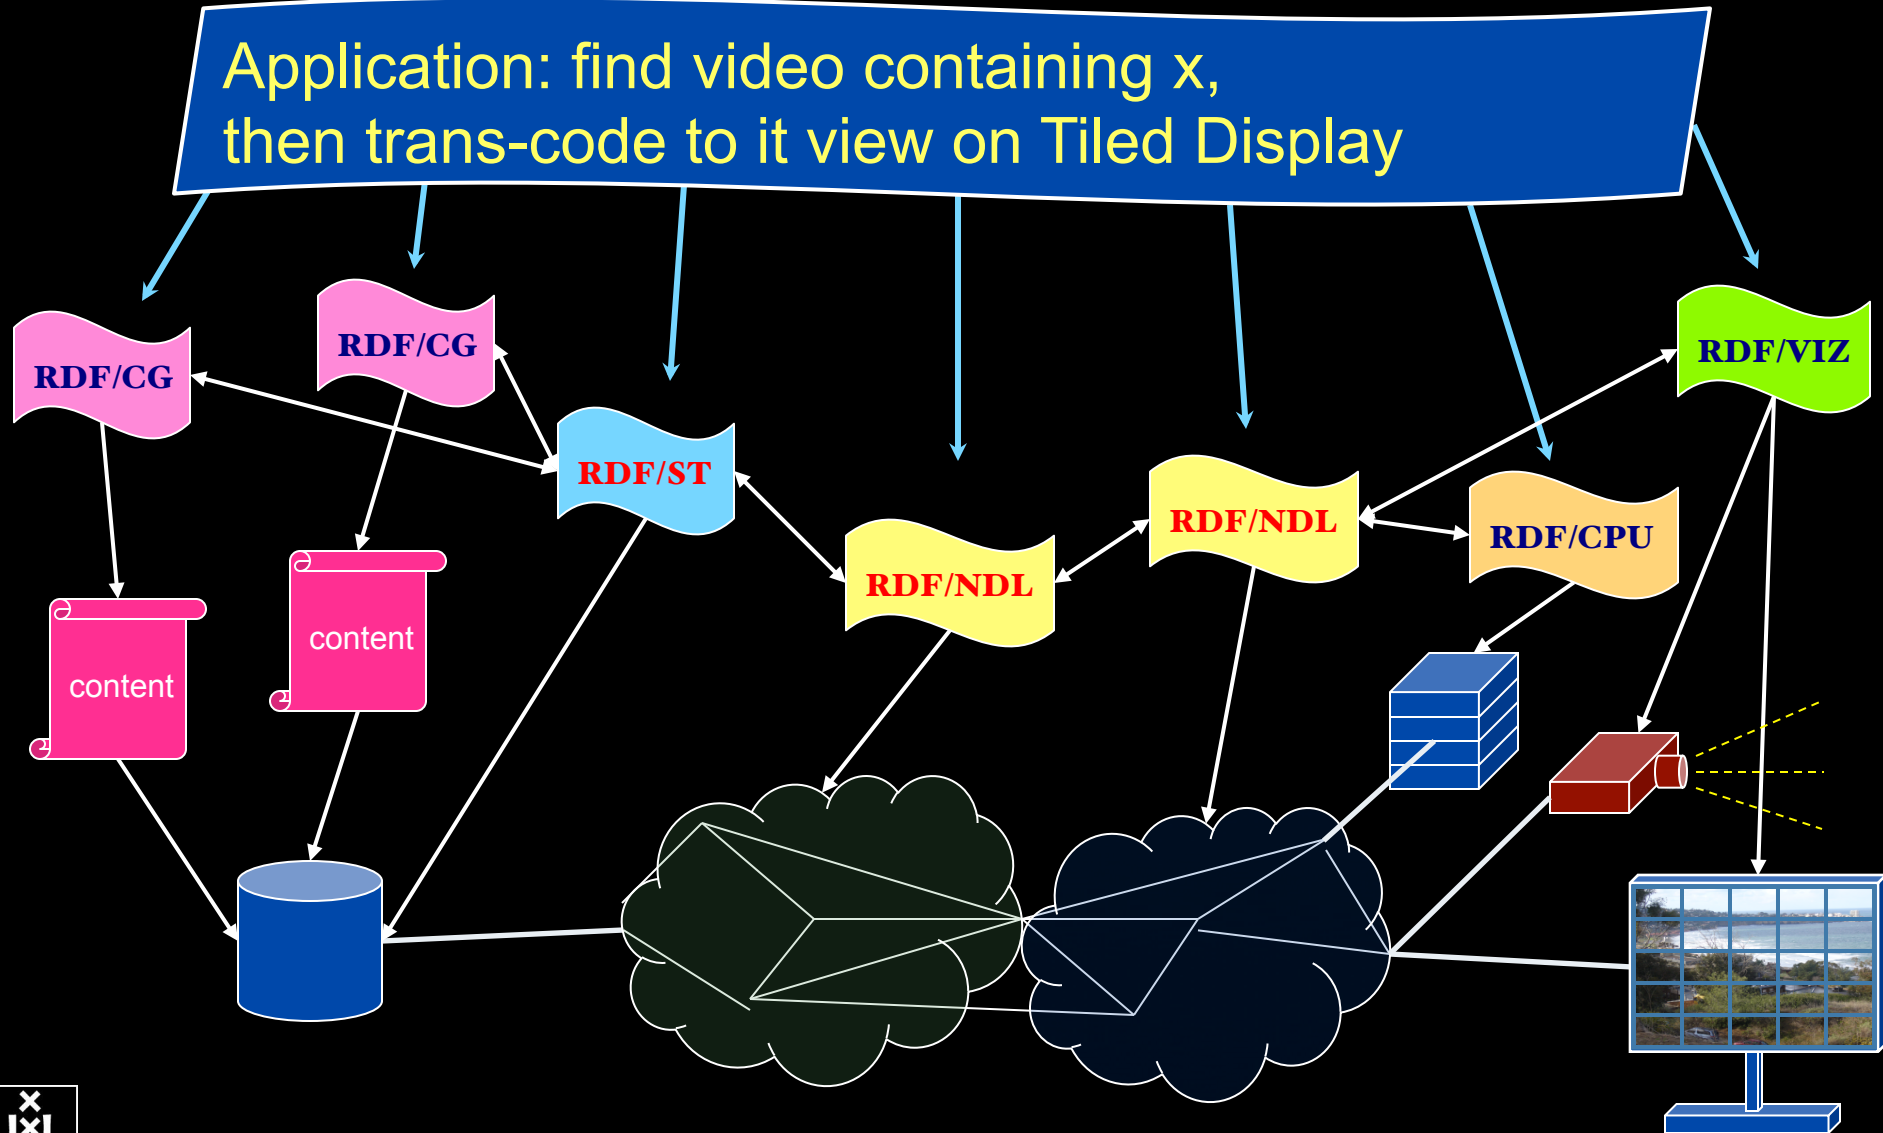 Application: find video containing x,
then trans-code to it view on Tiled Display
RDF/CG
RDF/CG
RDF/ST
RDF/NDL
RDF/NDL
RDF/CPU
RDF/VIZ
content
content